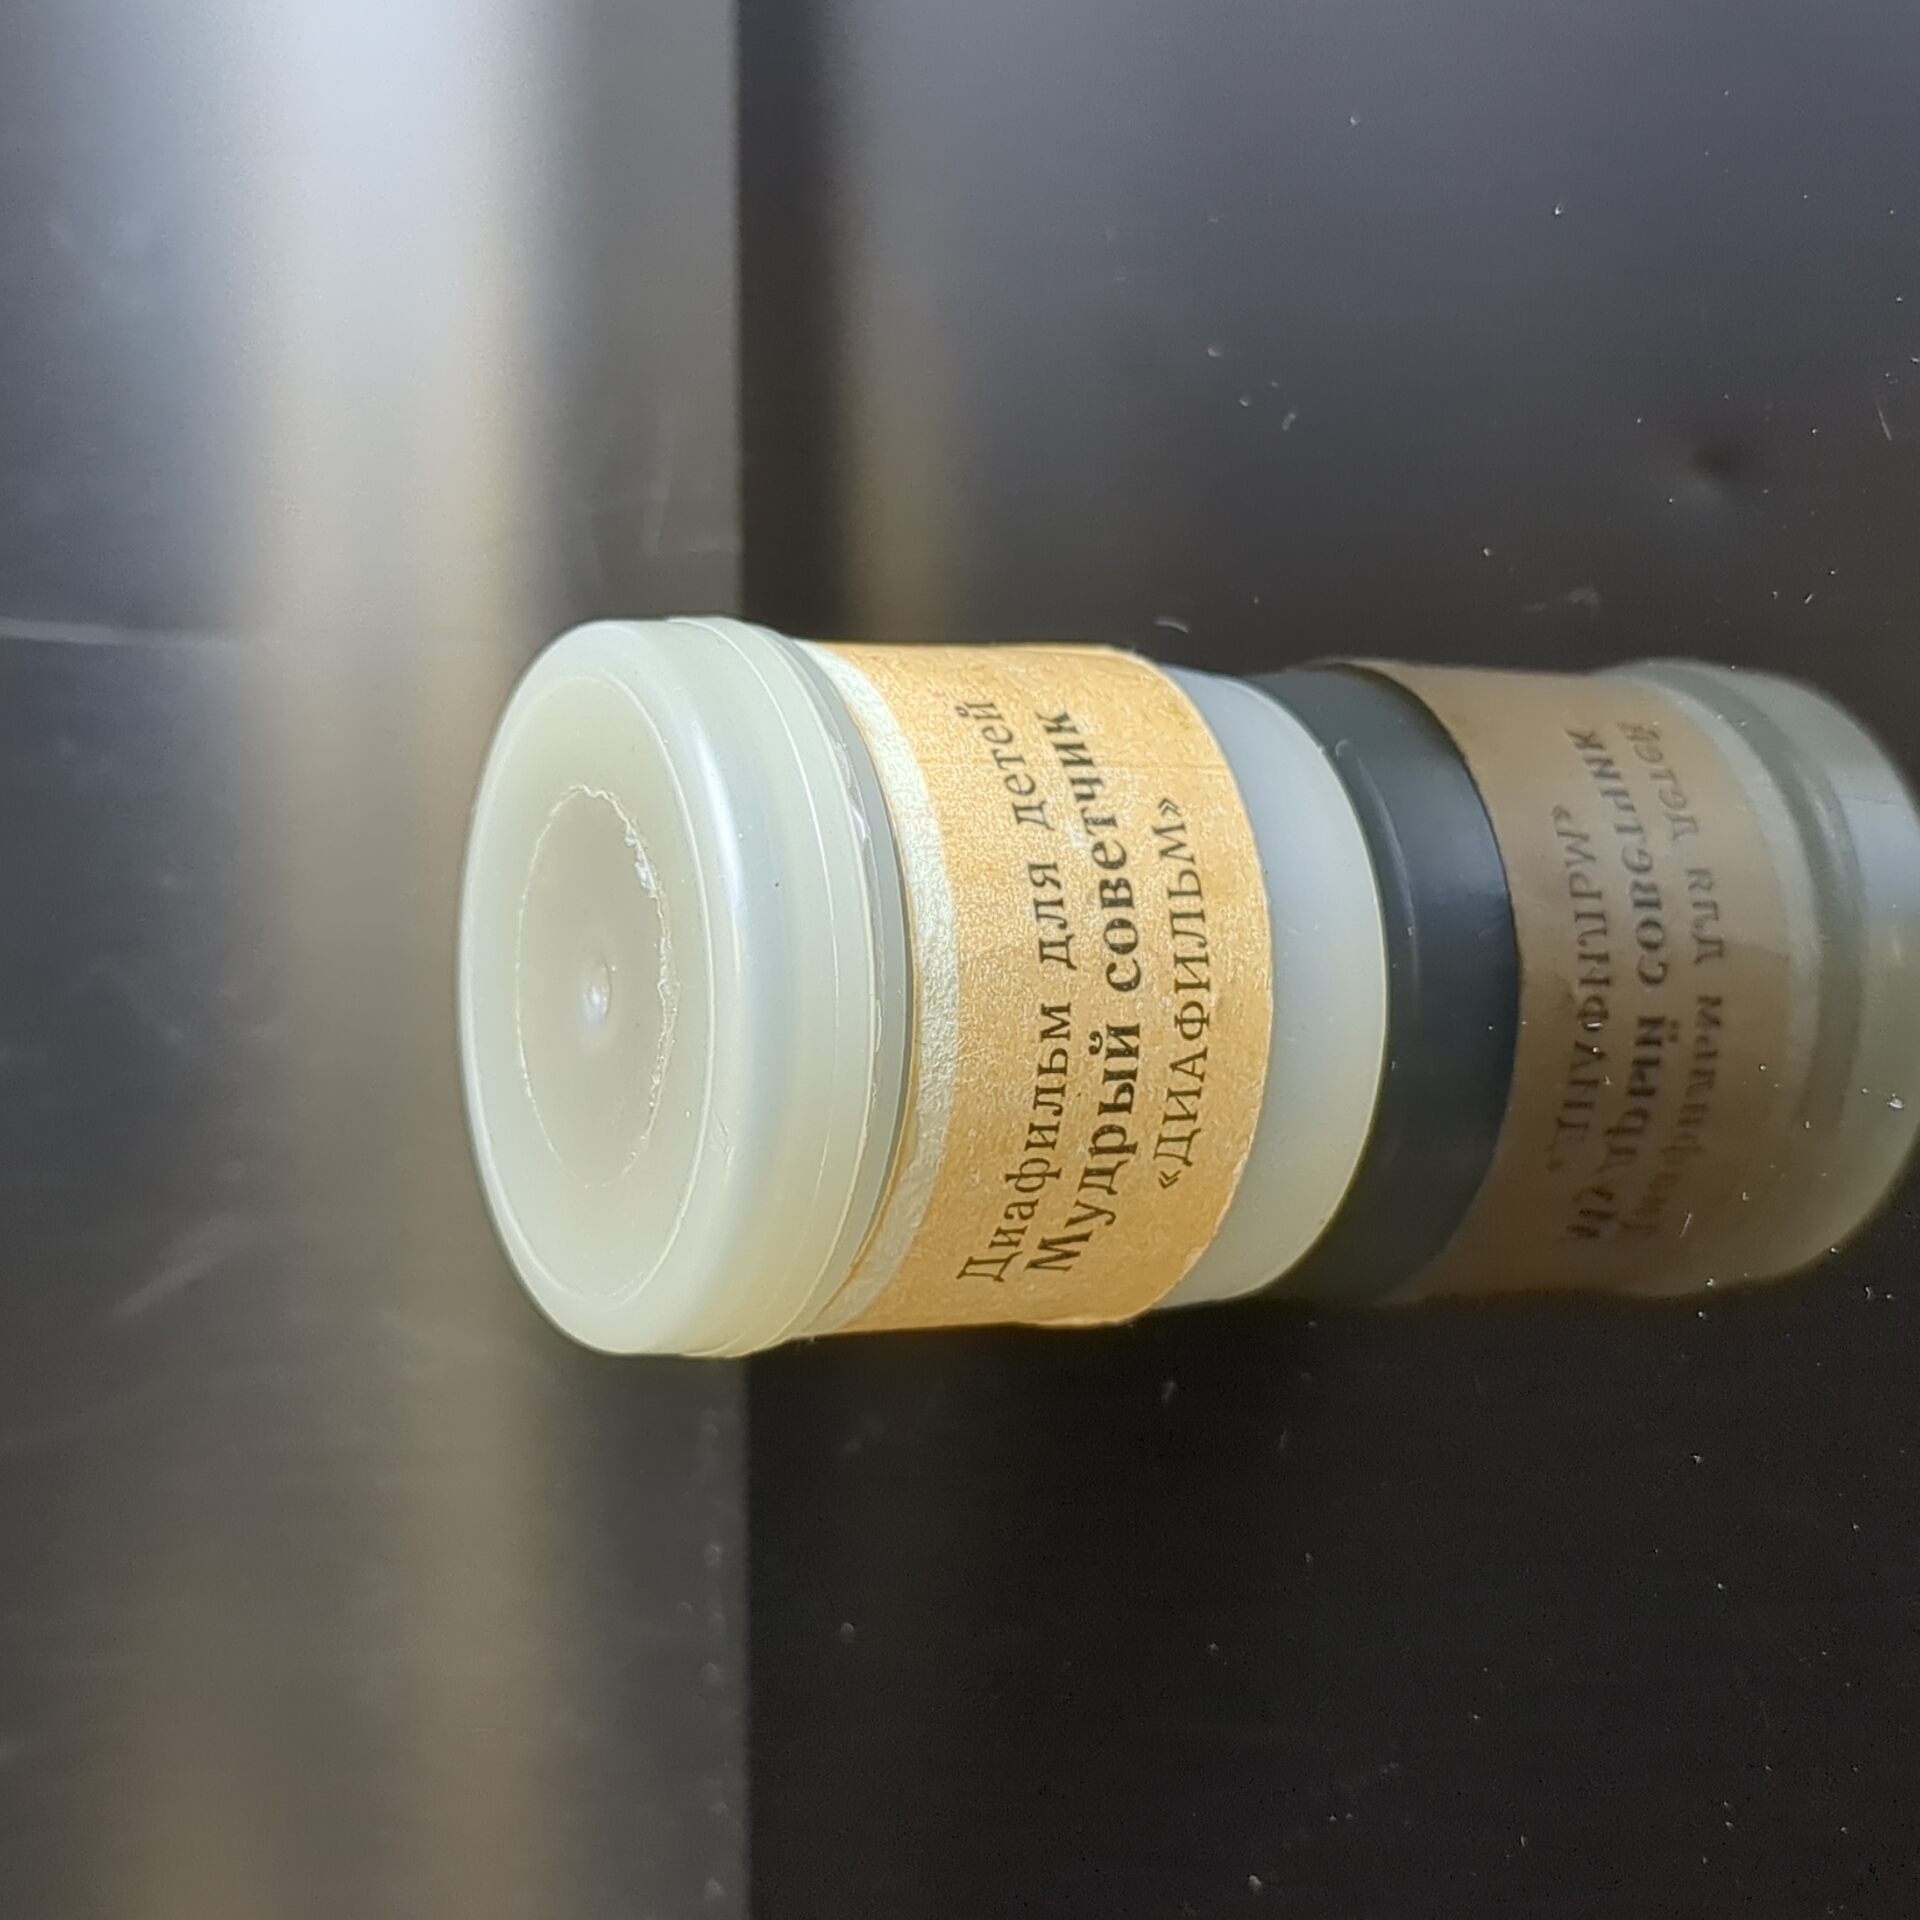 Диафильм для детей
Мудрый советчик
«ДИАФИЛЬМ»